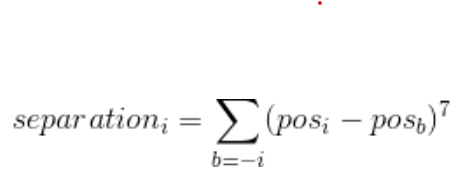 separation_i = \sum_{b=-i} (pos_i - pos_b)^7